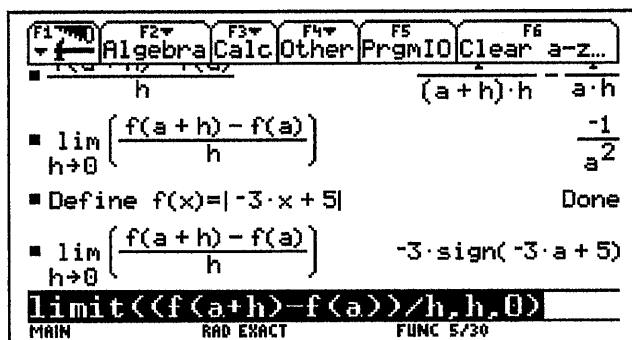 F1 F2 F3 F4 F5 F6
Algebra Calc Other PrgmIO Clear a-z…
h (a + h)·h - a·h
■ lim h→0 (f(a + h) − f(a) / h) -1 / a²
■ Define f(x)=|-3·x + 5| Done
■ lim h→0 (f(a + h) − f(a) / h) -3·sign(-3·a + 5)
limit((f(a+h)-f(a))/h,h,0)
MAIN RAD EXACT FUNC 5/30